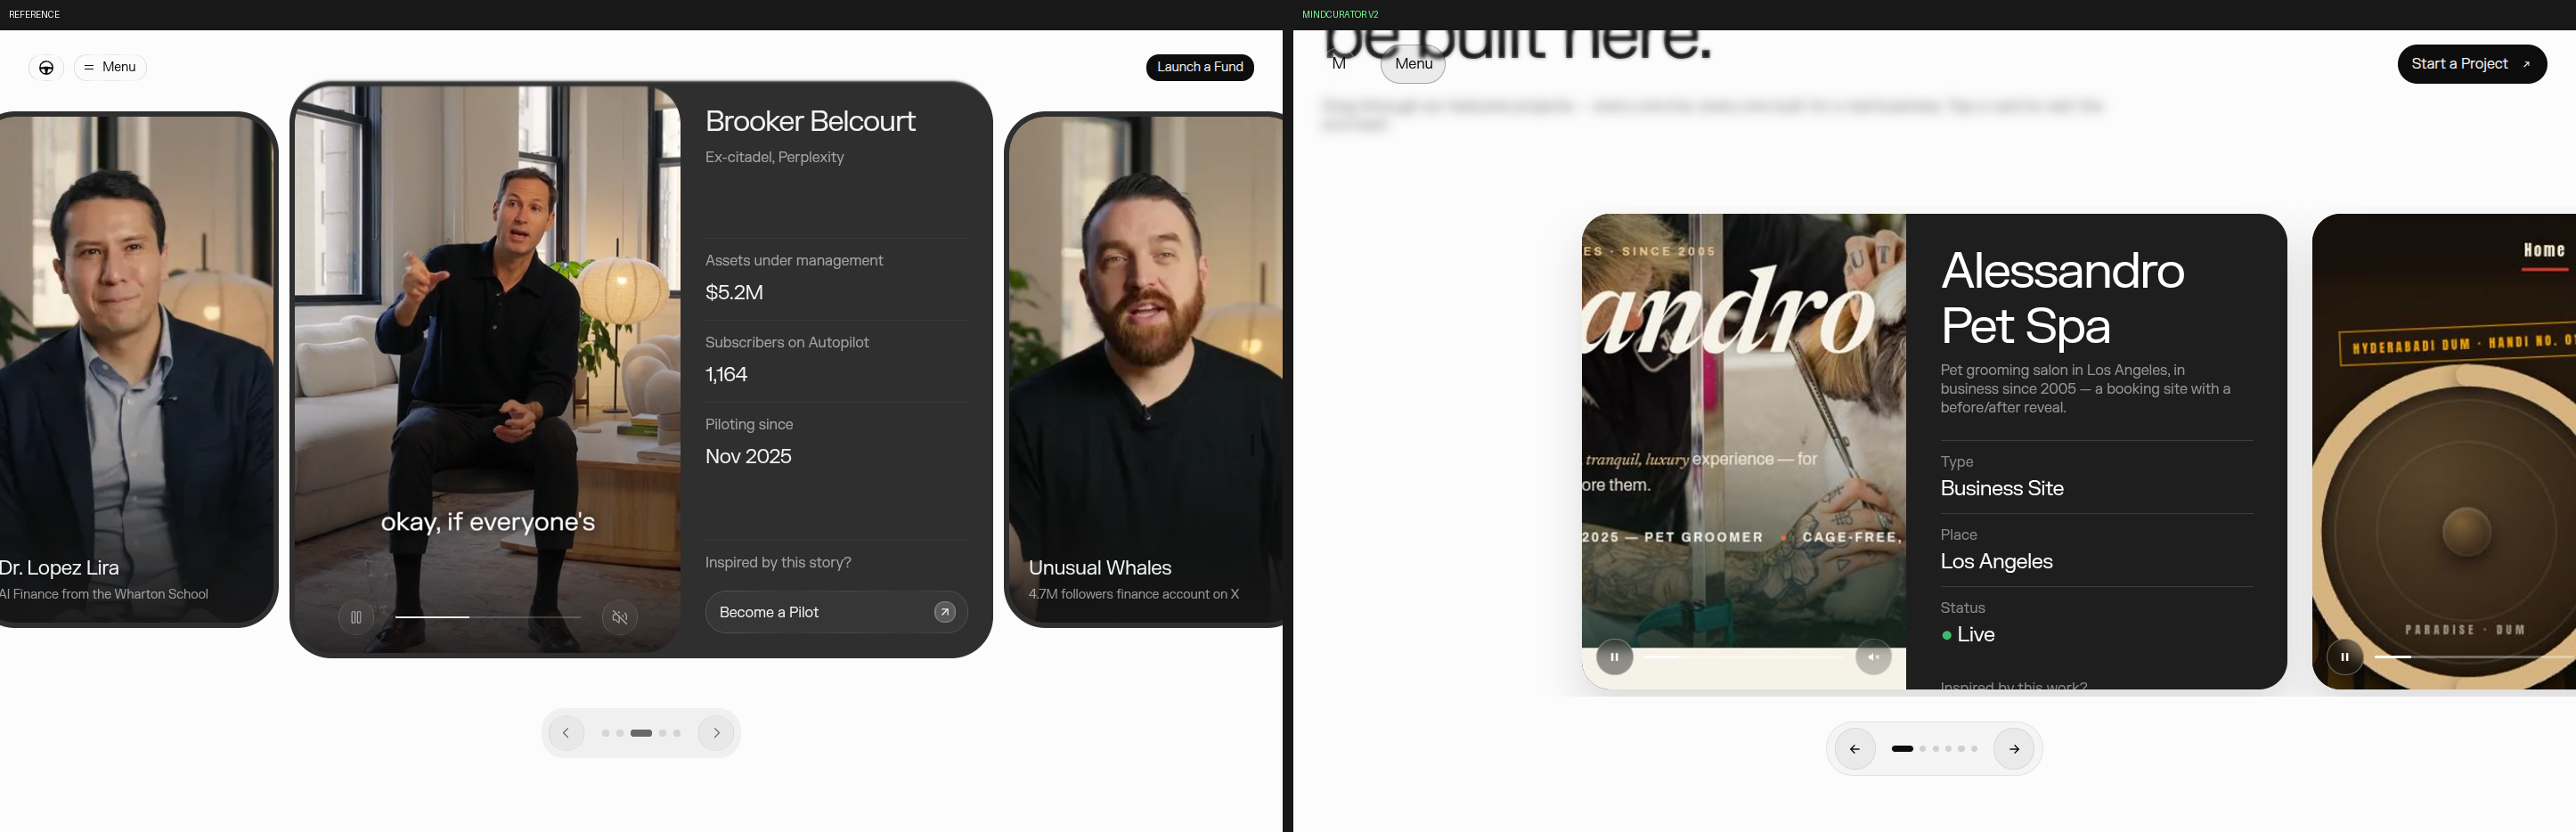 REFERENCE
Menu
Launch a Fund
Dr. Lopez Lira
AI Finance from the Wharton School
okay, if everyone's
Brooker Belcourt
Ex-citadel, Perplexity
Assets under management
$5.2M
Subscribers on Autopilot
1,164
Piloting since
Nov 2025
Inspired by this story?
Become a Pilot
Unusual Whales
4.7M followers finance account on X
MINDCURATOR V2
be built here.
M
Menu
Start a Project
ES · SINCE 2005
andro
tranquil, luxury experience — for
ore them.
2025 — PET GROOMER • CAGE-FREE,
Alessandro
Pet Spa
Pet grooming salon in Los Angeles, in
business since 2005 — a booking site with a
before/after reveal.
Type
Business Site
Place
Los Angeles
Status
Live
Inspired by this work?
Home
HYDERABADI DUM · HANDI NO.
PARADISE · DUM